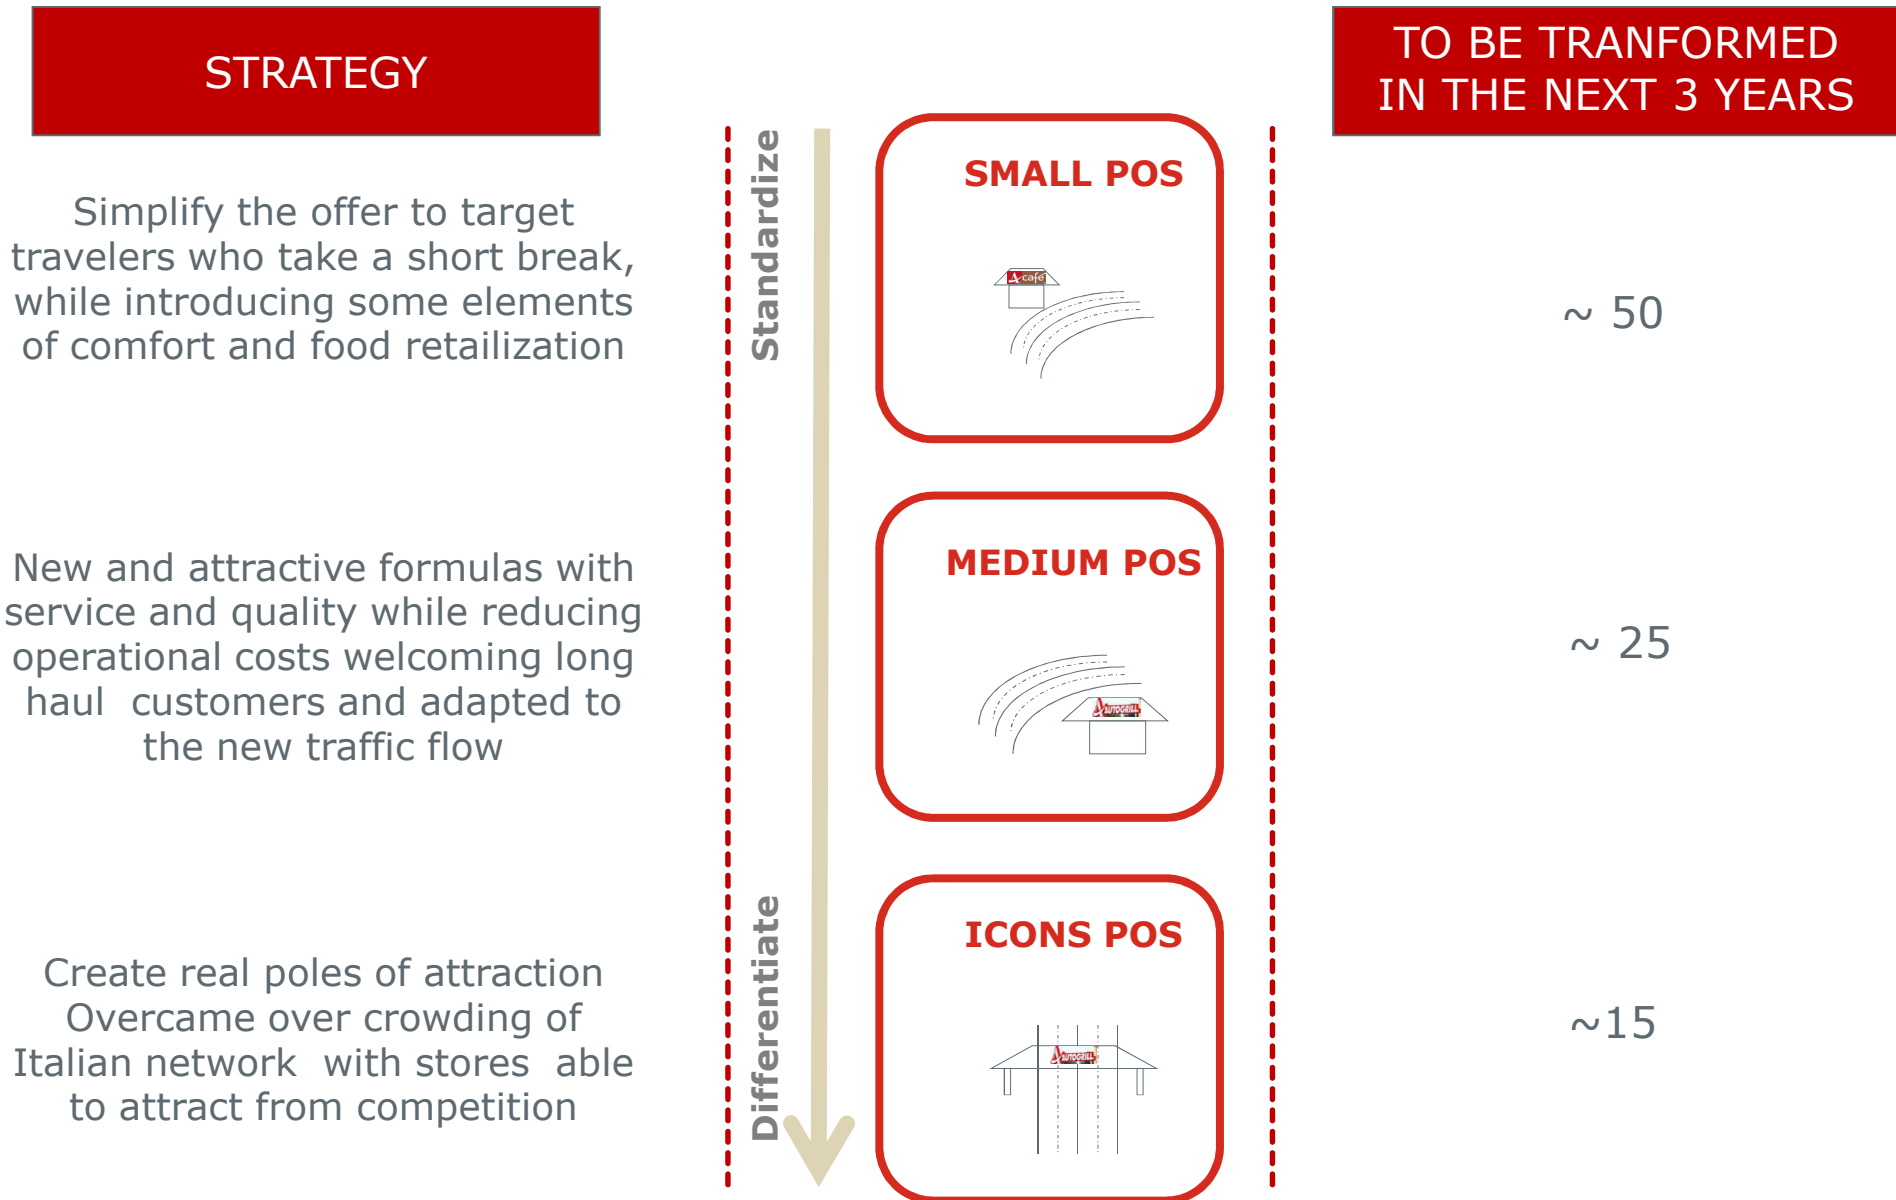 STRATEGY
TO BE TRANFORMED
IN THE NEXT 3 YEARS
Simplify the offer to target
travelers who take a short break,
while introducing some elements
of comfort and food retailization
Standardize
SMALL POS
A café
~ 50
New and attractive formulas with
service and quality while reducing
operational costs welcoming long
haul  customers and adapted to
the new traffic flow
MEDIUM POS
AUTOGRILL
~ 25
Create real poles of attraction
Overcame over crowding of
Italian network  with stores  able
to attract from competition
Differentiate
ICONS POS
AUTOGRILL
~15